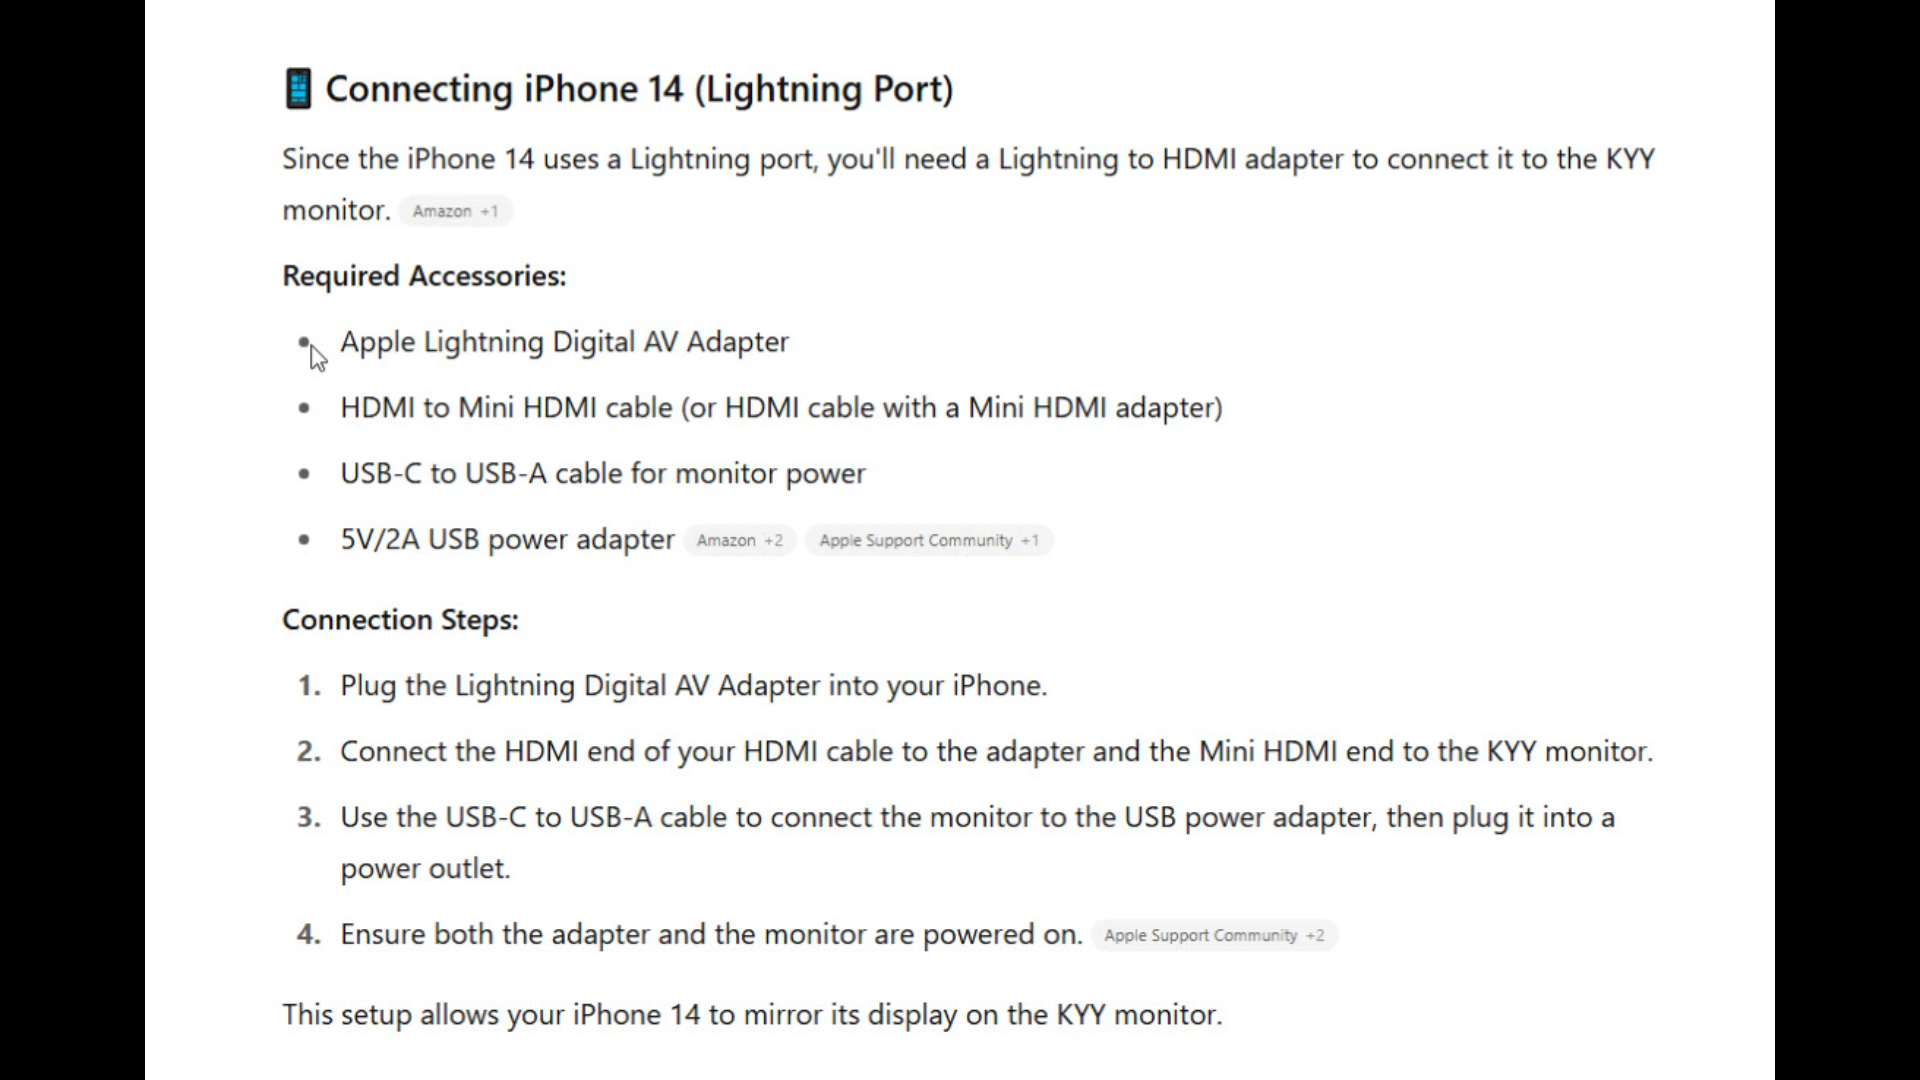 Connecting iPhone 14 (Lightning Port)
Since the iPhone 14 uses a Lightning port, you'll need a Lightning to HDMI adapter to connect it to the KYY
monitor. Amazon +1
Required Accessories:
• Apple Lightning Digital AV Adapter
• HDMI to Mini HDMI cable (or HDMI cable with a Mini HDMI adapter)
• USB-C to USB-A cable for monitor power
• 5V/2A USB power adapter Amazon +2 Apple Support Community +1
Connection Steps:
1. Plug the Lightning Digital AV Adapter into your iPhone.
2. Connect the HDMI end of your HDMI cable to the adapter and the Mini HDMI end to the KYY monitor.
3. Use the USB-C to USB-A cable to connect the monitor to the USB power adapter, then plug it into a
power outlet.
4. Ensure both the adapter and the monitor are powered on. Apple Support Community +2
This setup allows your iPhone 14 to mirror its display on the KYY monitor.